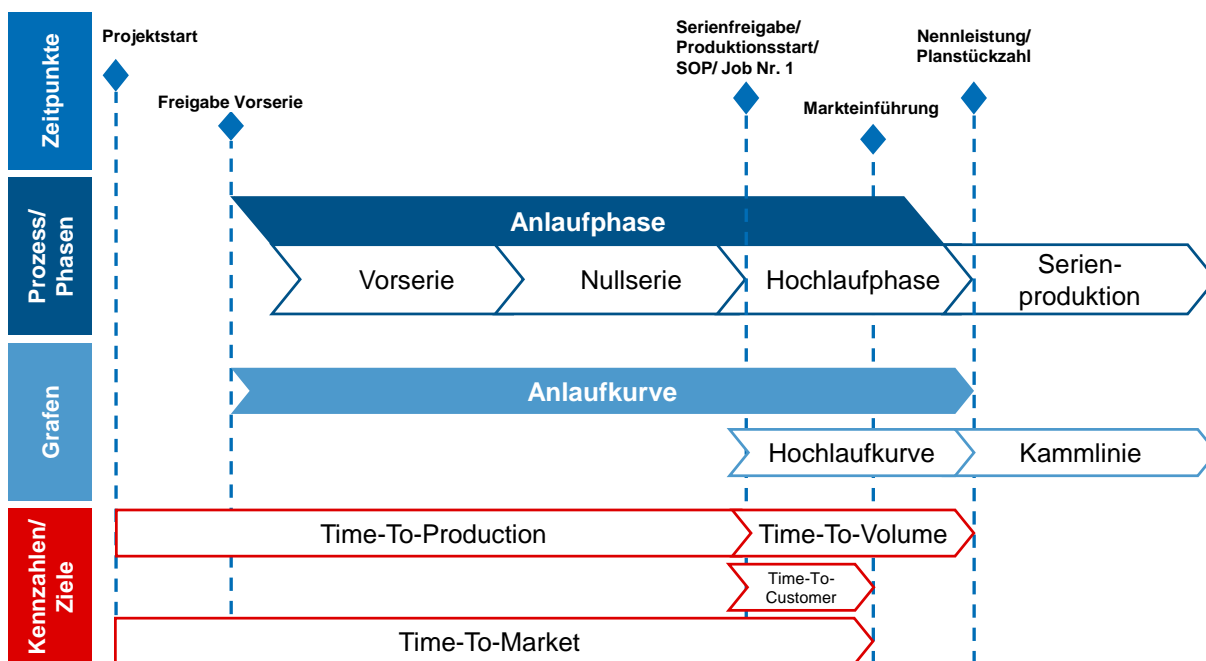 Zeitpunkte
Projektstart
Freigabe Vorserie
Serienfreigabe/
Produktionsstart/
SOP/ Job Nr. 1
Markteinführung
Nennleistung/
Planstückzahl
Prozess/
Phasen
Anlaufphase
Vorserie
Nullserie
Hochlaufphase
Serien-
produktion
Grafen
Anlaufkurve
Hochlaufkurve
Kammlinie
Kennzahlen/
Ziele
Time-To-Production
Time-To-Volume
Time-To-
Customer
Time-To-Market